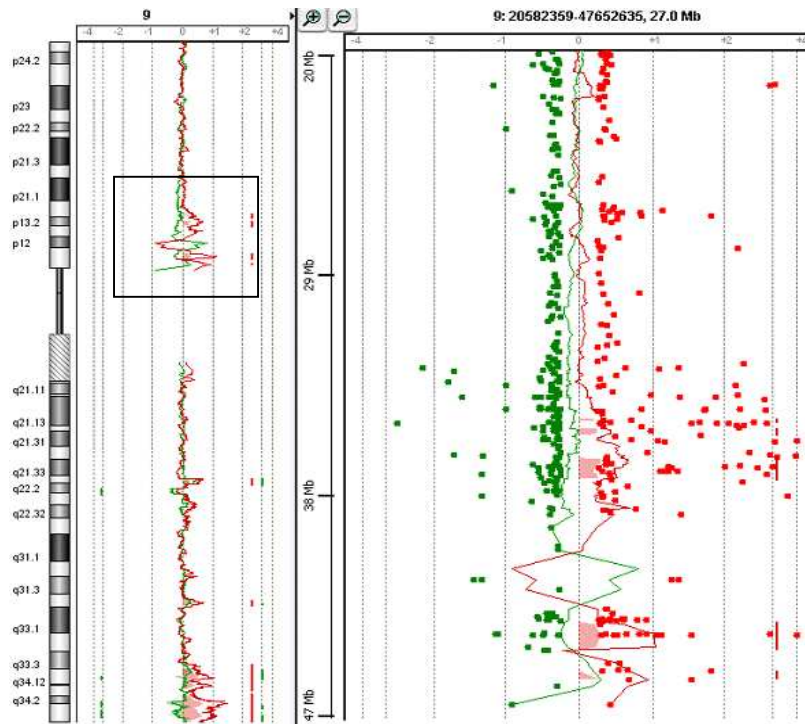 9
-4 -3 -2 -1 0 +1 +2 +3 +4
p24.2
p23
p22.2
p21.3
p21.1
p13.2
p12
q21.11
q21.13
q21.31
q21.33
q22.2
q22.32
q31.1
q31.3
q33.1
q33.3
q34.12
q34.2
9: 20582359-47652635, 27.0 Mb
-2 -1 0 +1 +2 +3
20 Mb
29 Mb
38 Mb
47 Mb